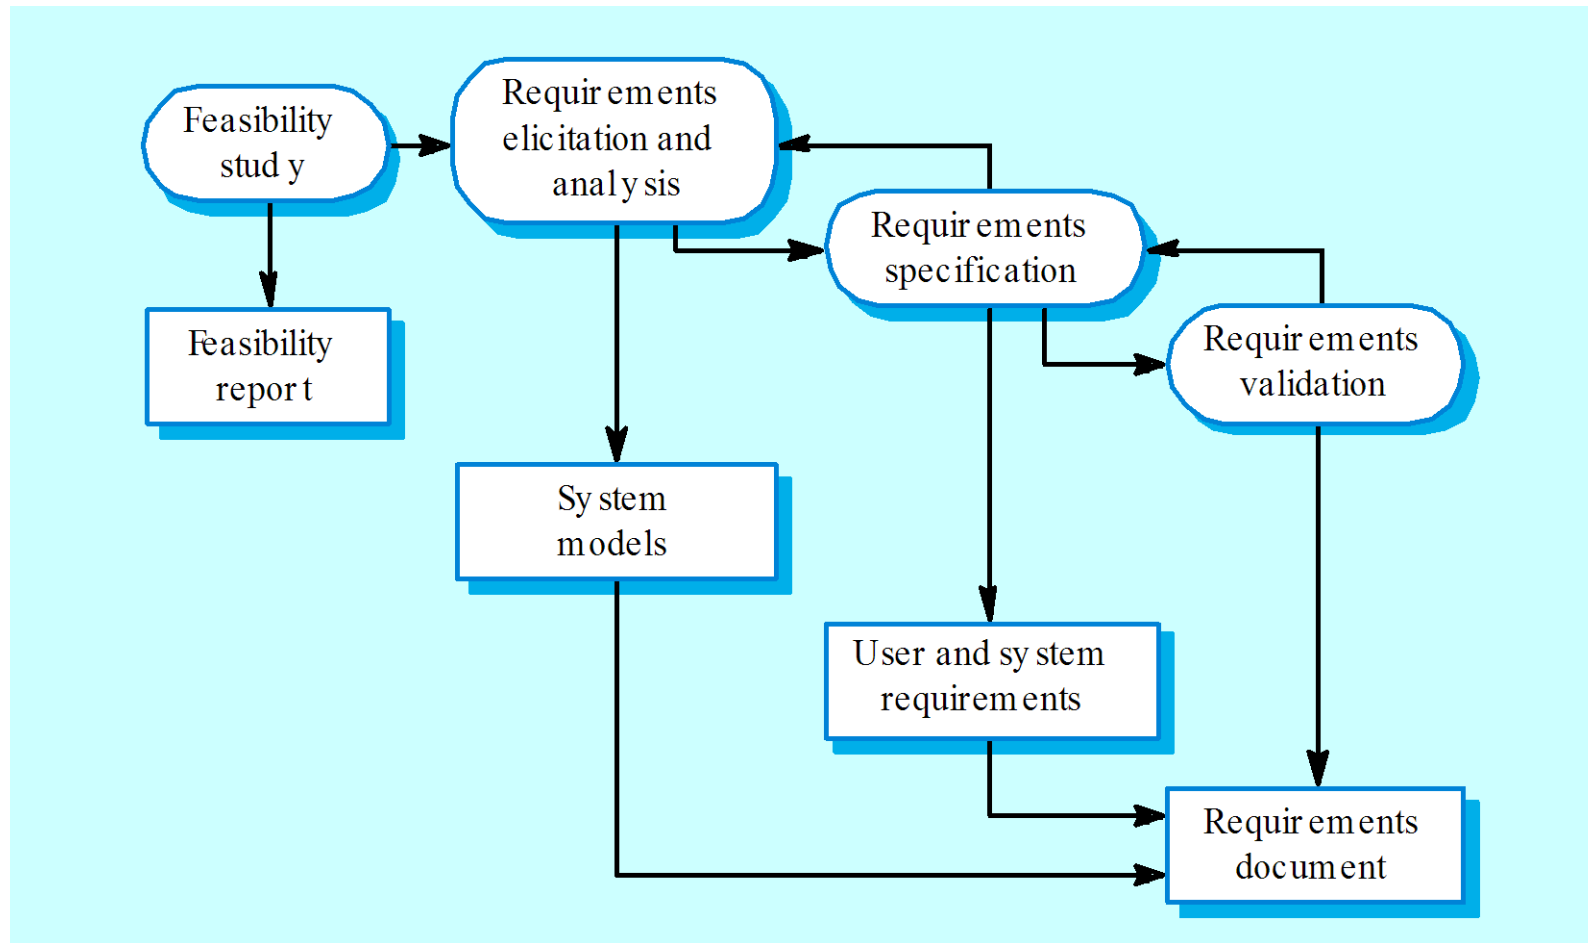 Feasibility
study
Requirements
elicitation and
analysis
Requirements
specification
Requirements
validation
Feasibility
report
System
models
User and system
requirements
Requirements
document